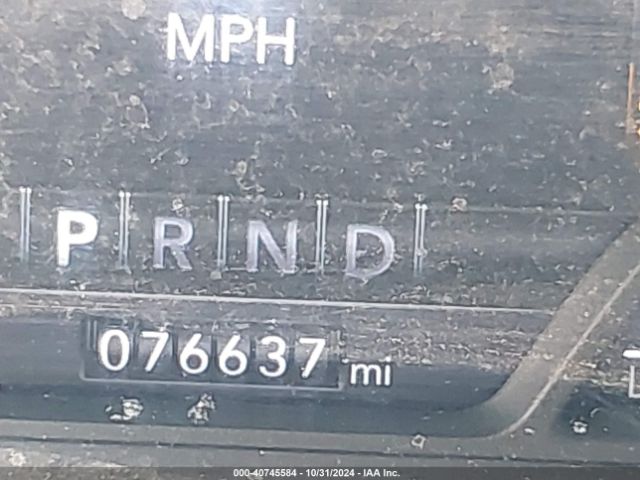 MPH
P R N D
076637 mi
000-40745584 - 10/31/2024 - IAA Inc.